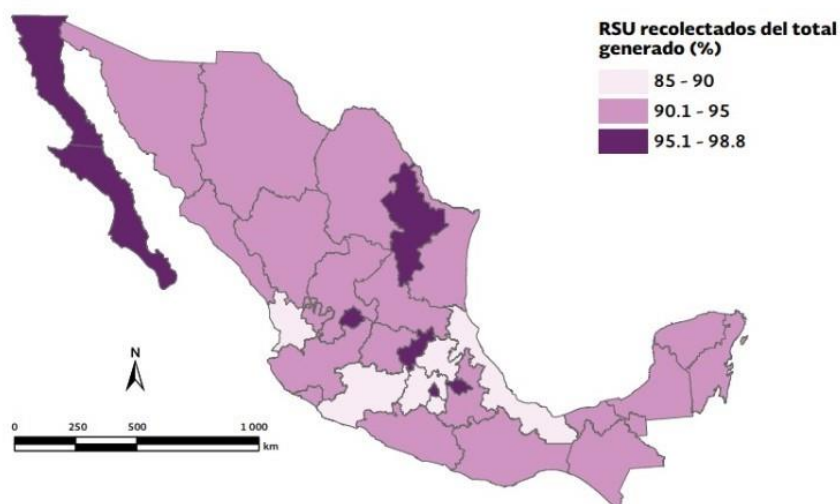 RSU recolectados del total
generado (%)
85 - 90
90.1 - 95
95.1 - 98.8
N
0 250 500 1 000
km